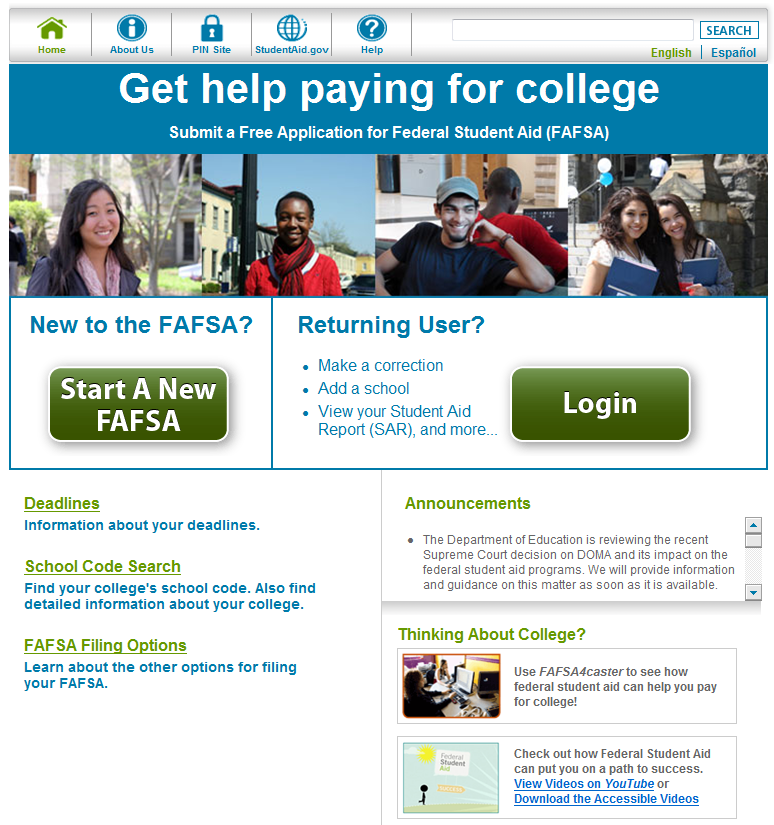 Home
About Us
PIN Site
StudentAid.gov
Help
SEARCH
English | Español
Get help paying for college
Submit a Free Application for Federal Student Aid (FAFSA)
New to the FAFSA?
Start A New
FAFSA
Returning User?
• Make a correction
• Add a school
• View your Student Aid
Report (SAR), and more...
Login
Deadlines
Information about your deadlines.
School Code Search
Find your college's school code. Also find
detailed information about your college.
FAFSA Filing Options
Learn about the other options for filing
your FAFSA.
Announcements
• The Department of Education is reviewing the recent
Supreme Court decision on DOMA and its impact on the
federal student aid programs. We will provide information
and guidance on this matter as soon as it is available.
Thinking About College?
Use FAFSA4caster to see how
federal student aid can help you pay
for college!
Federal
Student
Aid
SUCCESS
Check out how Federal Student Aid
can put you on a path to success.
View Videos on YouTube or
Download the Accessible Videos